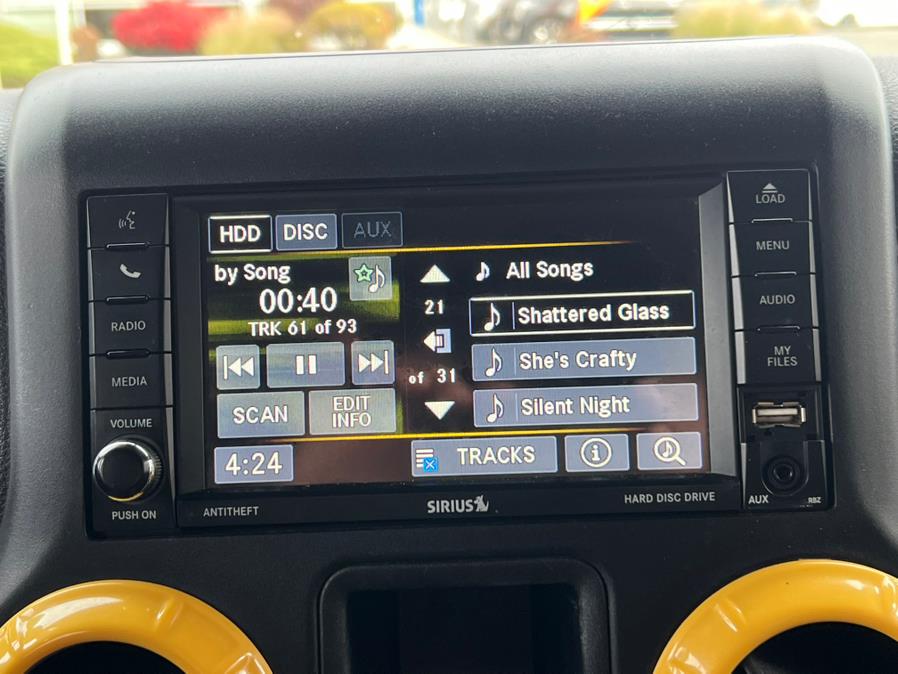 HDD DISC AUX
by Song
00:40
TRK 61 of 93
SCAN
EDIT
INFO
4:24
21
of 31
All Songs
Shattered Glass
She's Crafty
Silent Night
TRACKS
i
RADIO
MEDIA
VOLUME
PUSH ON
ANTITHEFT
SIRIUS
HARD DISC DRIVE
LOAD
MENU
AUDIO
MY
FILES
AUX
RBZ